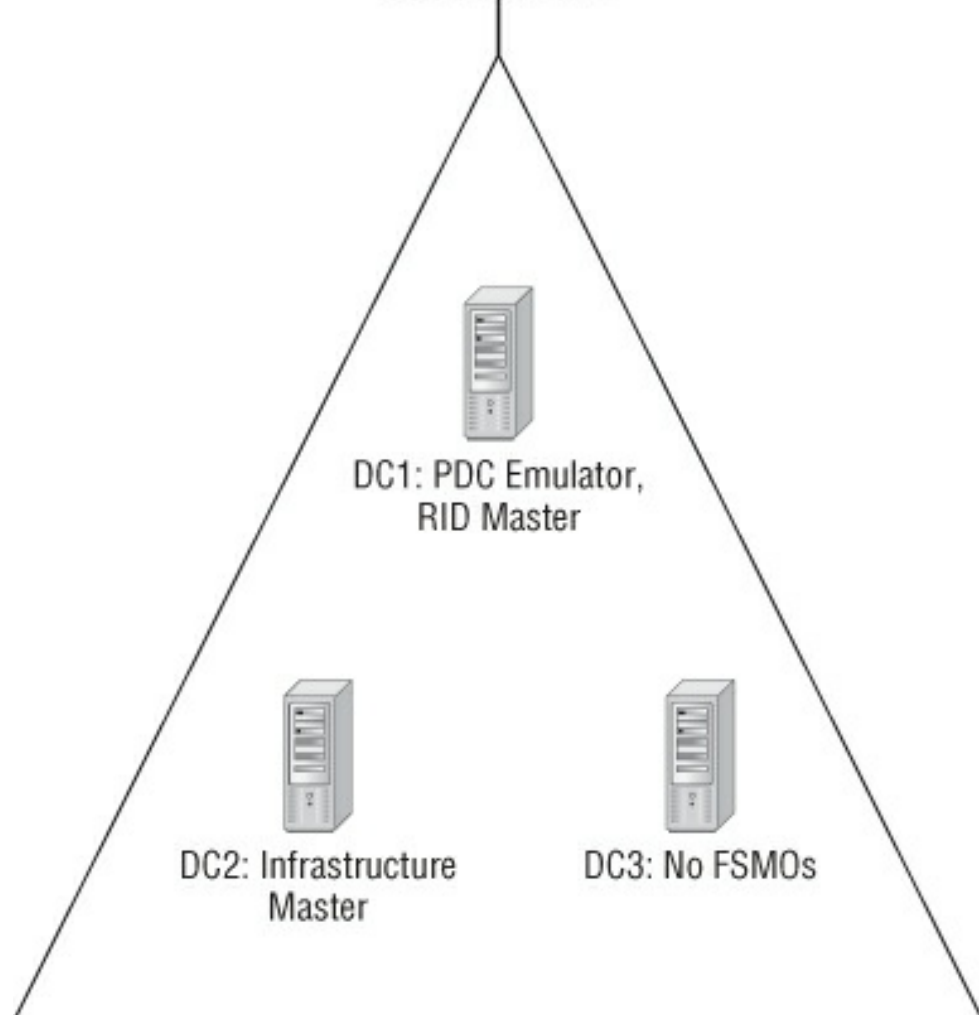 DC1: PDC Emulator,
RID Master
DC2: Infrastructure
Master
DC3: No FSMOs